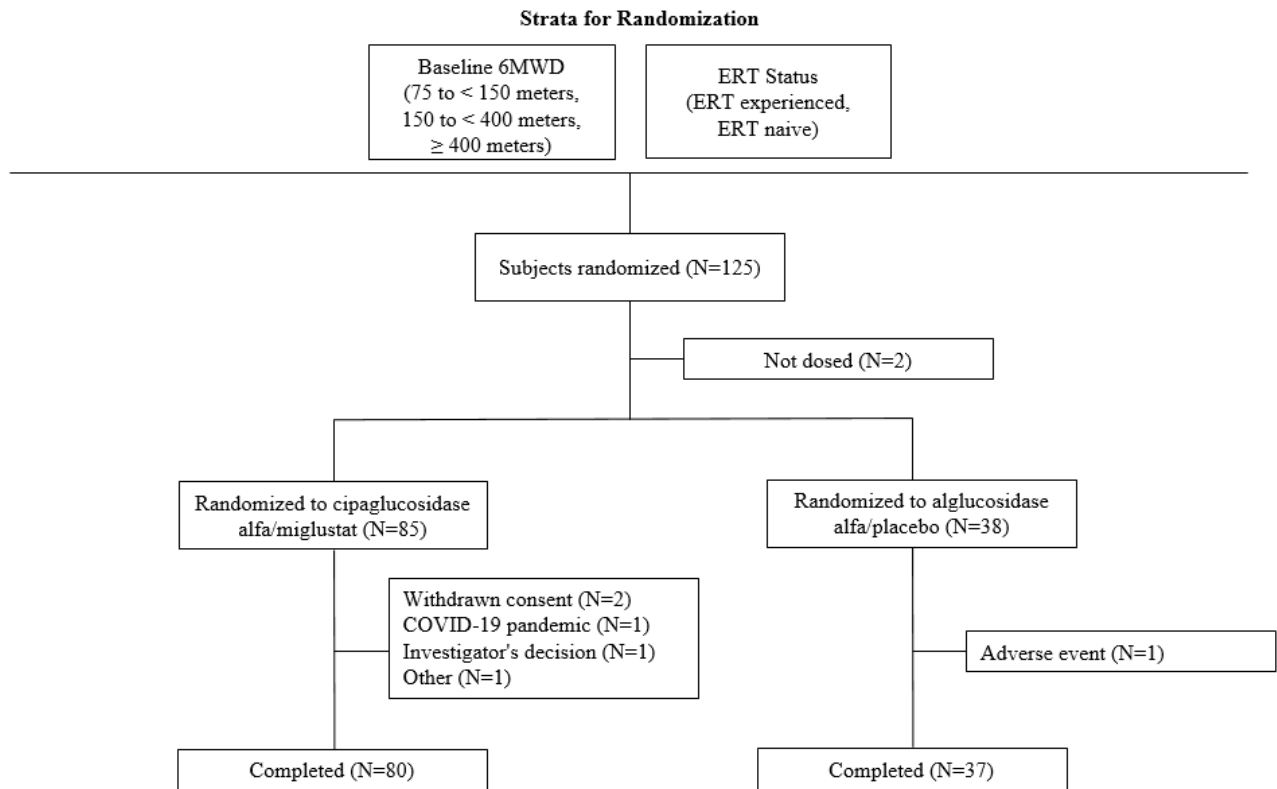 Strata for Randomization
Baseline 6MWD
(75 to < 150 meters,
150 to < 400 meters,
≥ 400 meters)
ERT Status
(ERT experienced,
ERT naive)
Subjects randomized (N=125)
Not dosed (N=2)
Randomized to cipaglucosidase
alfa/miglustat (N=85)
Randomized to alglucosidase
alfa/placebo (N=38)
Withdrawn consent (N=2)
COVID-19 pandemic (N=1)
Investigator's decision (N=1)
Other (N=1)
Adverse event (N=1)
Completed (N=80)
Completed (N=37)